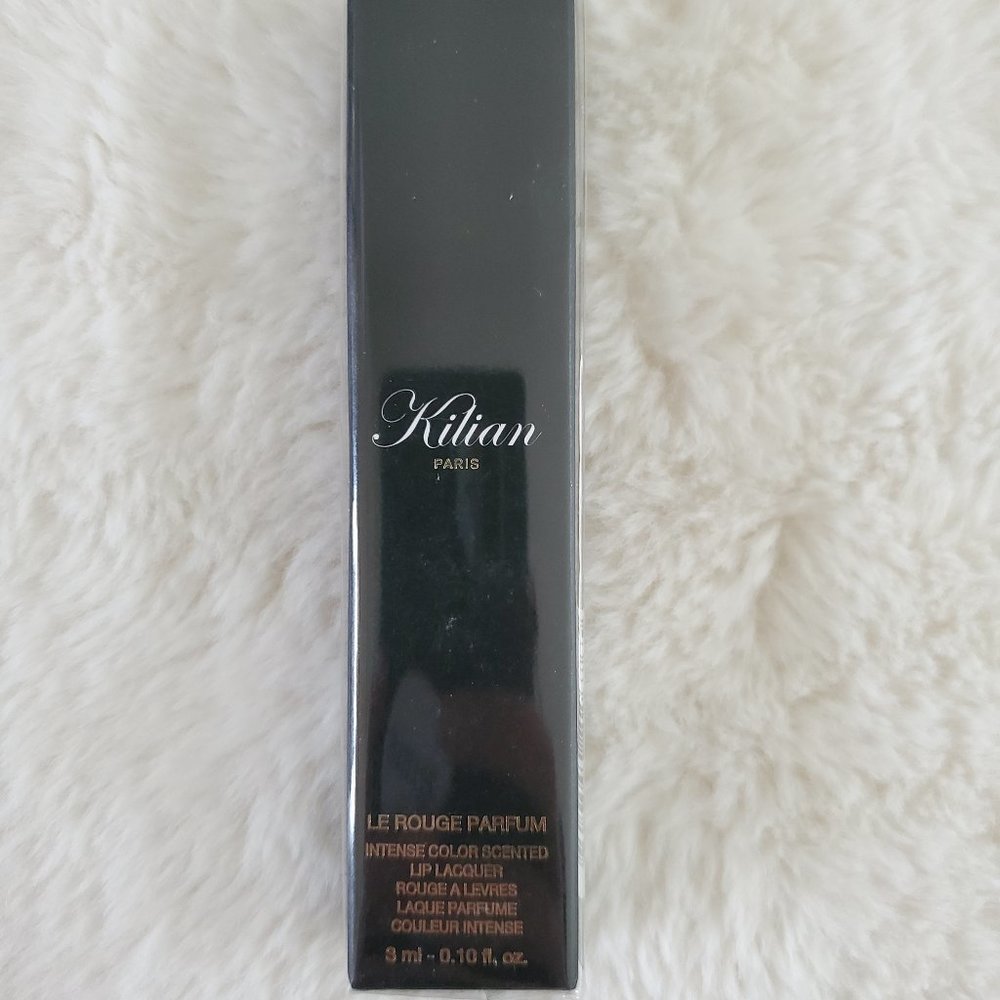 Kilian
PARIS
LE ROUGE PARFUM
INTENSE COLOR SCENTED
LIP LACQUER
ROUGE A LEVRES
LAQUE PARFUME
COULEUR INTENSE
3 ml - 0.10 fl. oz.